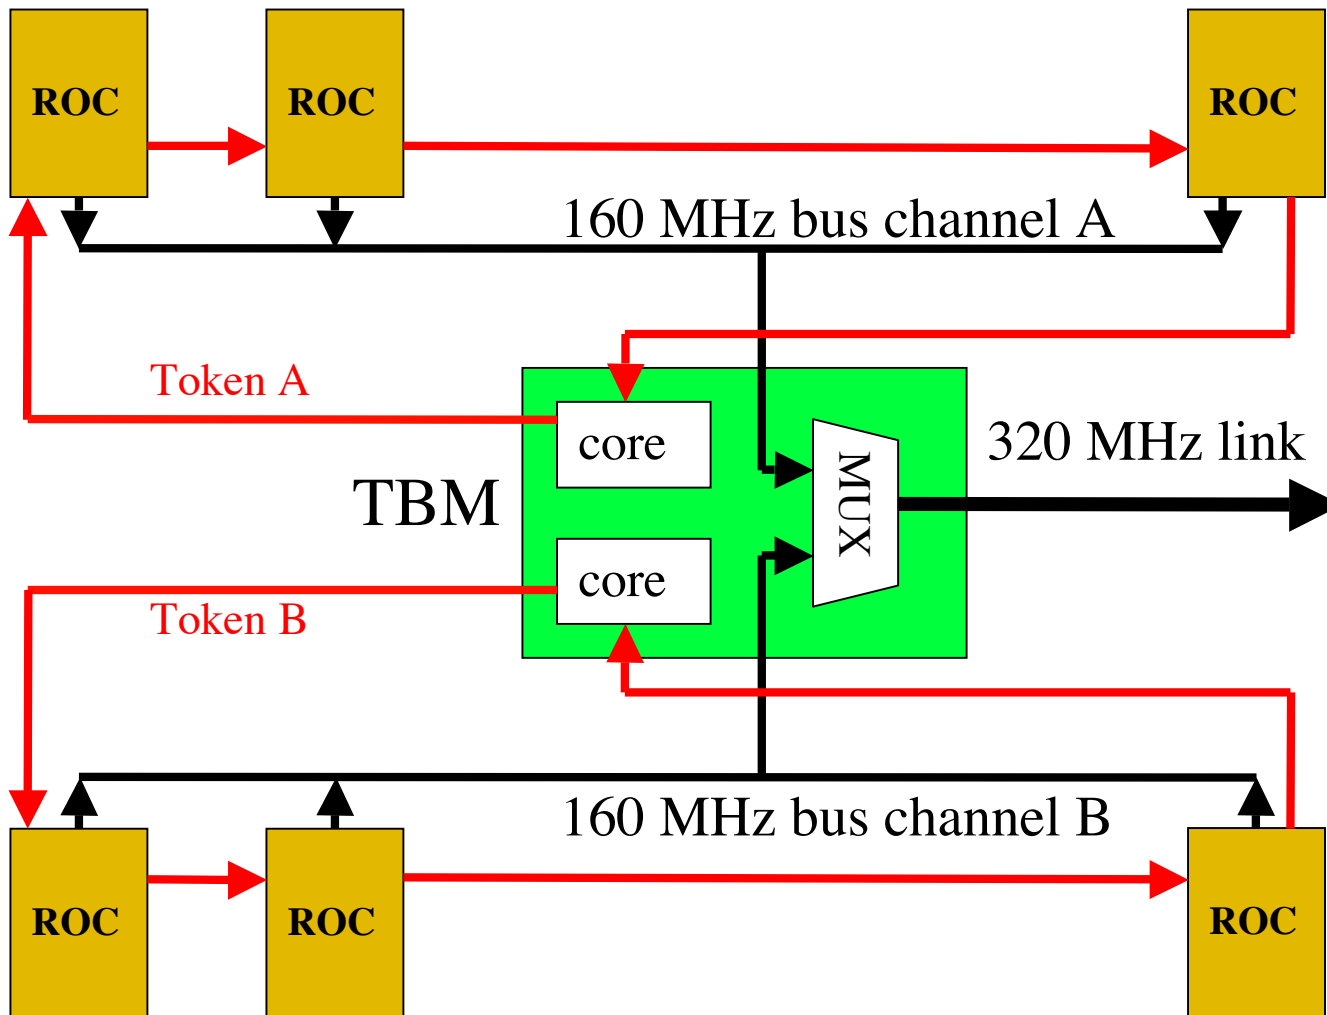 ROC
ROC
ROC
160 MHz bus channel A
Token A
core
320 MHz link
MUX
TBM
core
Token B
160 MHz bus channel B
ROC
ROC
ROC